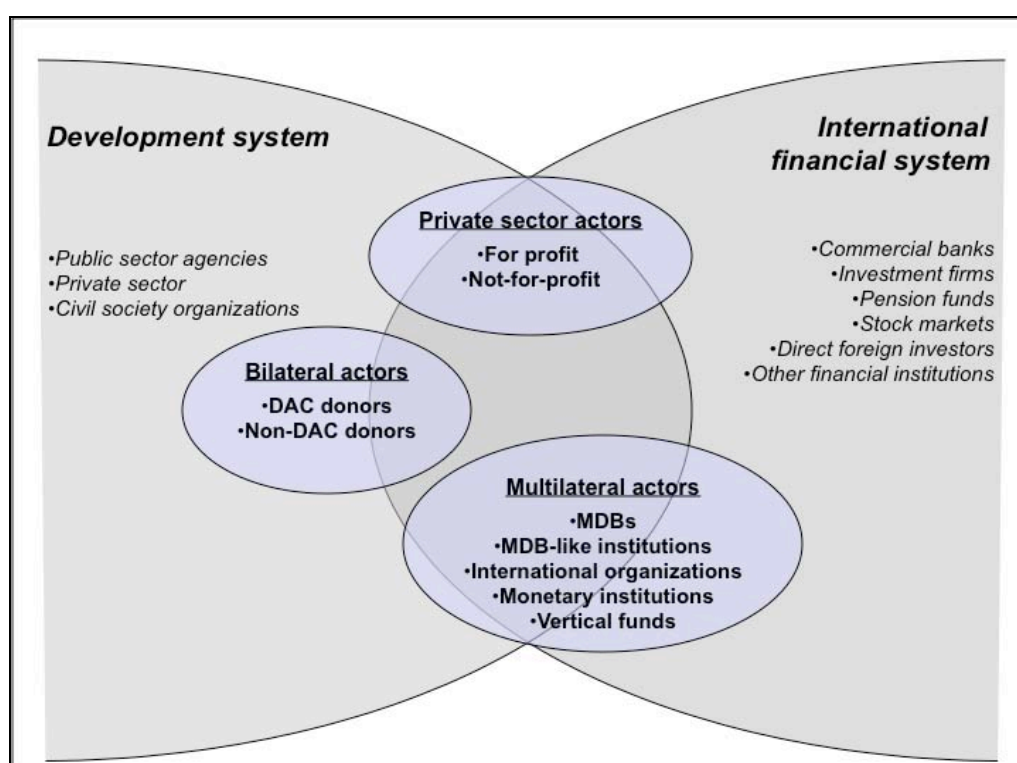 Development system
•Public sector agencies
•Private sector
•Civil society organizations
International
financial system
•Commercial banks
•Investment firms
•Pension funds
•Stock markets
•Direct foreign investors
•Other financial institutions
Private sector actors
•For profit
•Not-for-profit
Bilateral actors
•DAC donors
•Non-DAC donors
Multilateral actors
•MDBs
•MDB-like institutions
•International organizations
•Monetary institutions
•Vertical funds